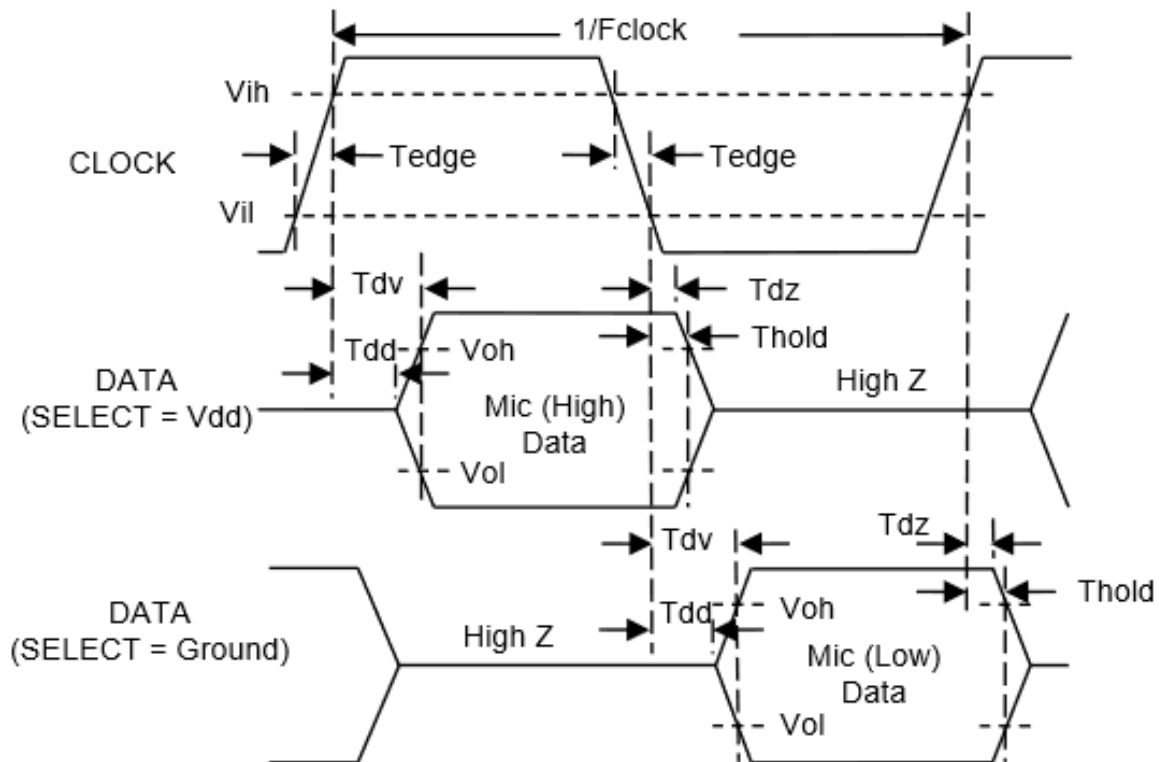 1/Fclock
Vih
CLOCK
Tedge
Tedge
Vil
Tdv
Tdz
Tdd
Voh
Thold
DATA
(SELECT = Vdd)
Mic (High)
Data
High Z
Vol
Tdv
Tdz
DATA
(SELECT = Ground)
High Z
Tdd
Voh
Thold
Mic (Low)
Data
Vol